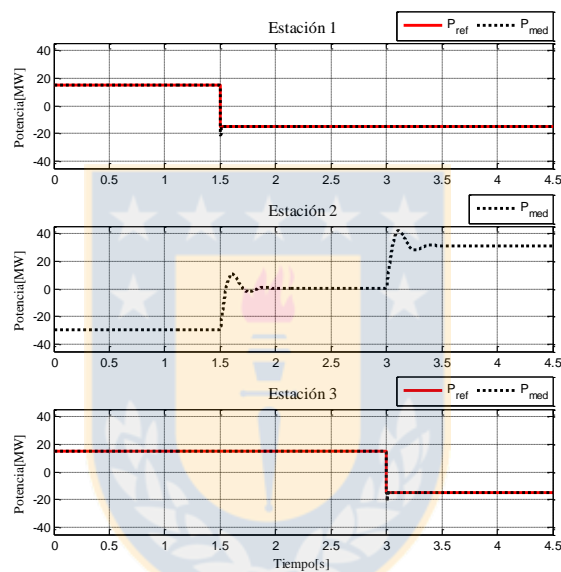 Estación 1
P_ref P_med
Potencia[MW]
40
20
0
-20
-40
0 0.5 1 1.5 2 2.5 3 3.5 4 4.5
Estación 2
P_med
Potencia[MW]
40
20
0
-20
-40
0 0.5 1 1.5 2 2.5 3 3.5 4 4.5
Estación 3
P_ref P_med
Potencia[MW]
40
20
0
-20
-40
0 0.5 1 1.5 2 2.5 3 3.5 4 4.5
Tiempo[s]